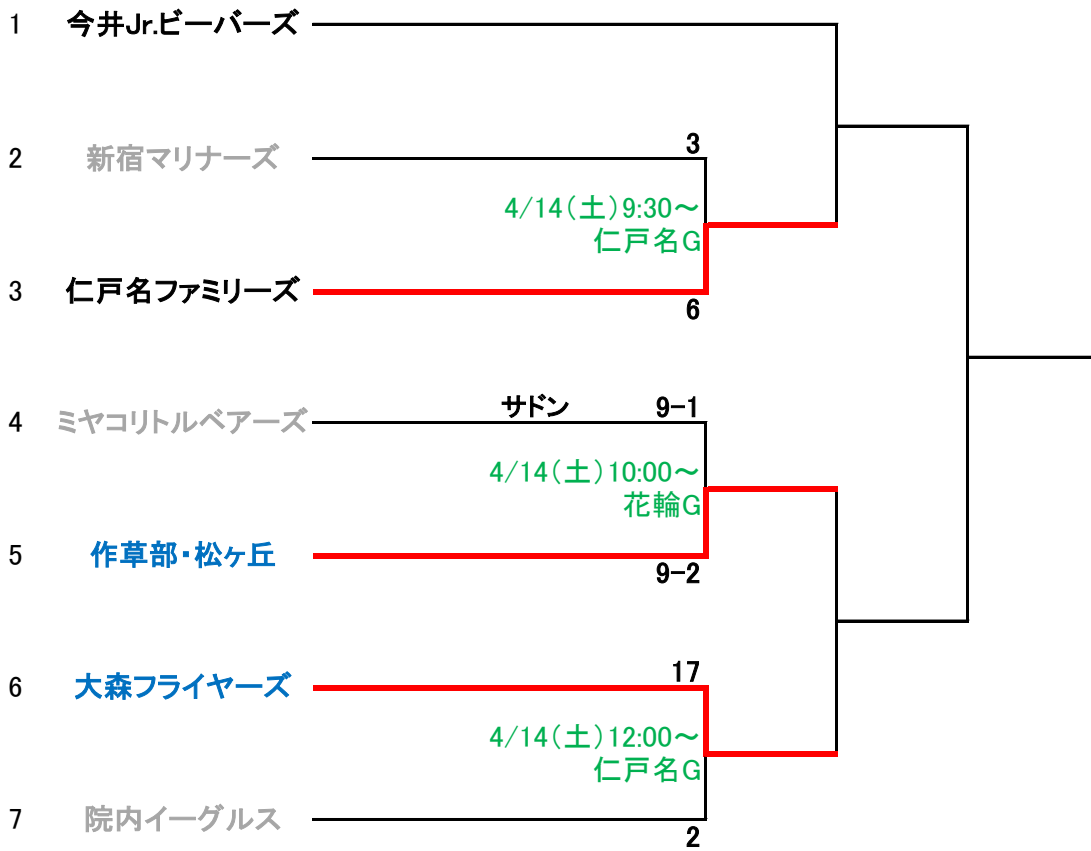 1 今井Jr.ビーバーズ
2 新宿マリナーズ 3
4/14(土)9:30～
仁戸名G
3 仁戸名ファミリーズ
6
4 ミヤコリトルベアーズ サドン 9-1
4/14(土)10:00～
花輪G
5 作草部・松ヶ丘
9-2
6 大森フライヤーズ 17
4/14(土)12:00～
仁戸名G
7 院内イーグルス
2